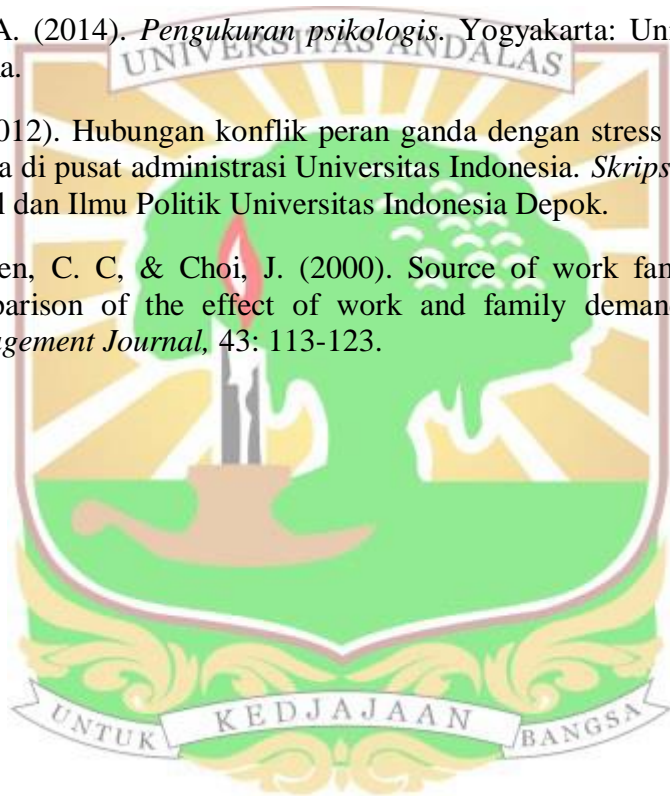 A. (2014). Pengukuran psikologis. Yogyakarta: Uni
UNIVERSITAS ANDALAS
a.
012). Hubungan konflik peran ganda dengan stress
a di pusat administrasi Universitas Indonesia. Skrips
l dan Ilmu Politik Universitas Indonesia Depok.
en, C. C, & Choi, J. (2000). Source of work fam
parison of the effect of work and family deman
gement Journal, 43: 113-123.
UNTUK KEDJAJAAN BANGSA